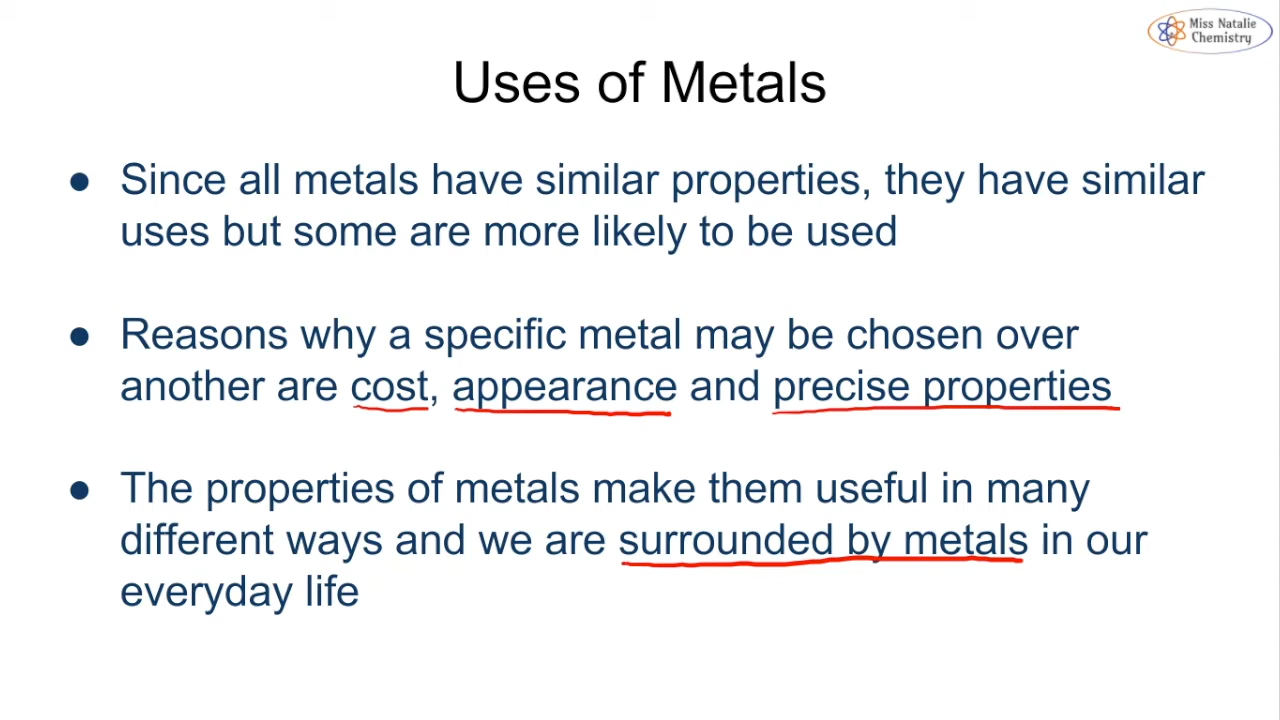 Miss Natalie
Chemistry
Uses of Metals
● Since all metals have similar properties, they have similar
uses but some are more likely to be used
● Reasons why a specific metal may be chosen over
another are cost, appearance and precise properties
● The properties of metals make them useful in many
different ways and we are surrounded by metals in our
everyday life